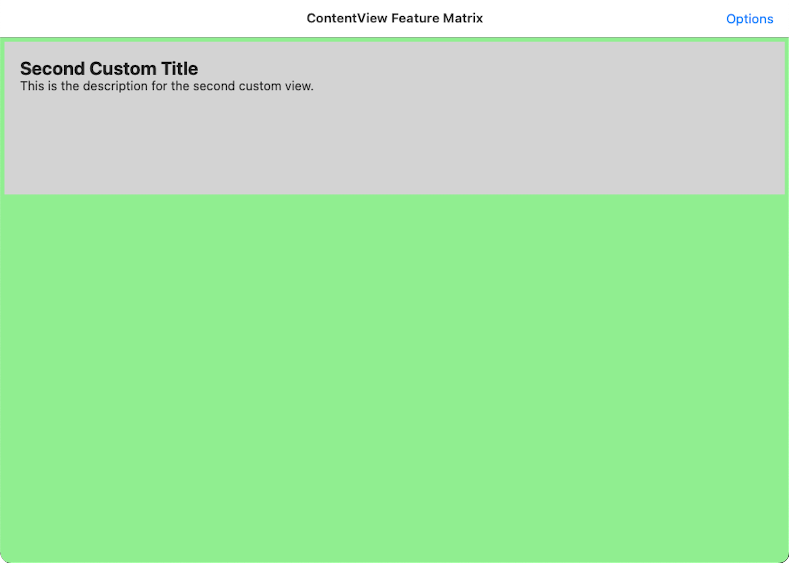 ContentView Feature Matrix
Options
Second Custom Title
This is the description for the second custom view.